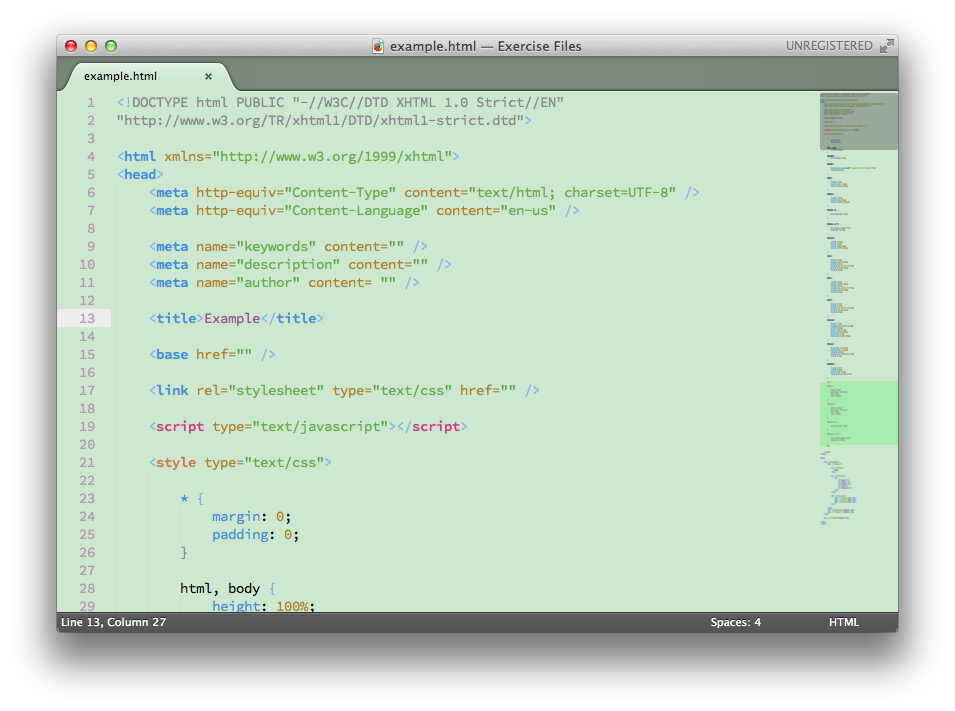 example.html — Exercise Files
UNREGISTERED
example.html ×
1 <!DOCTYPE html PUBLIC "-//W3C//DTD XHTML 1.0 Strict//EN"
2 "http://www.w3.org/TR/xhtml1/DTD/xhtml1-strict.dtd">
3
4 <html xmlns="http://www.w3.org/1999/xhtml">
5 <head>
6     <meta http-equiv="Content-Type" content="text/html; charset=UTF-8" />
7     <meta http-equiv="Content-Language" content="en-us" />
8
9     <meta name="keywords" content="" />
10     <meta name="description" content="" />
11     <meta name="author" content= "" />
12
13     <title>Example</title>
14
15     <base href="" />
16
17     <link rel="stylesheet" type="text/css" href="" />
18
19     <script type="text/javascript"></script>
20
21     <style type="text/css">
22
23         * {
24             margin: 0;
25             padding: 0;
26         }
27
28         html, body {
29             height: 100%;
Line 13, Column 27
Spaces: 4
HTML